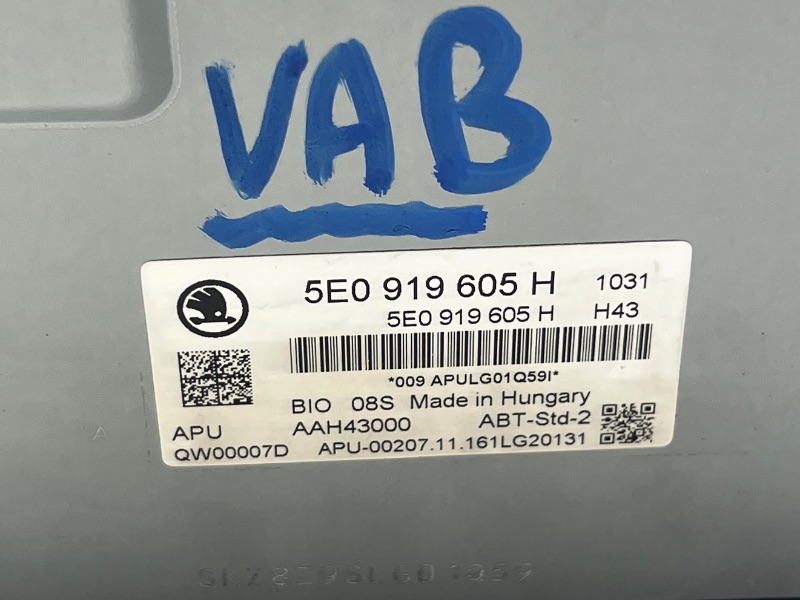 VAB
5E0 919 605 H 1031
5E0 919 605 H H43
*009 APULG01Q59I*
BIO 08S Made in Hungary
APU AAH43000 ABT-Std-2
QW00007D APU-00207.11.161LG20131